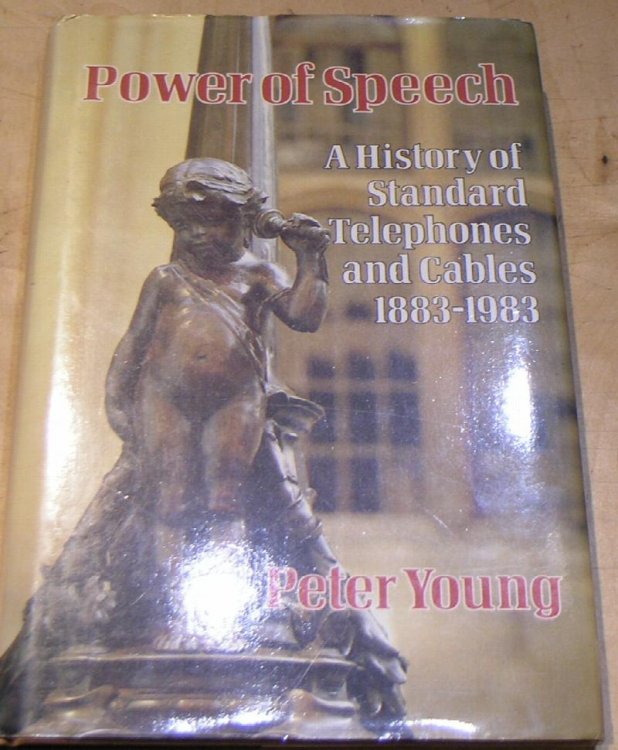 Power of Speech
A History of
Standard
Telephones
and Cables
1883-1983
Peter Young